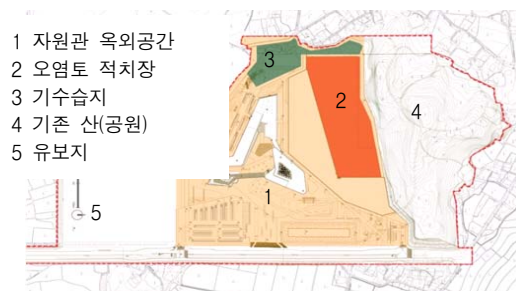 1 자원관 옥외공간
2 오염토 적치장
3 기수습지
4 기존 산(공원)
5 유보지
3
2
4
1
5